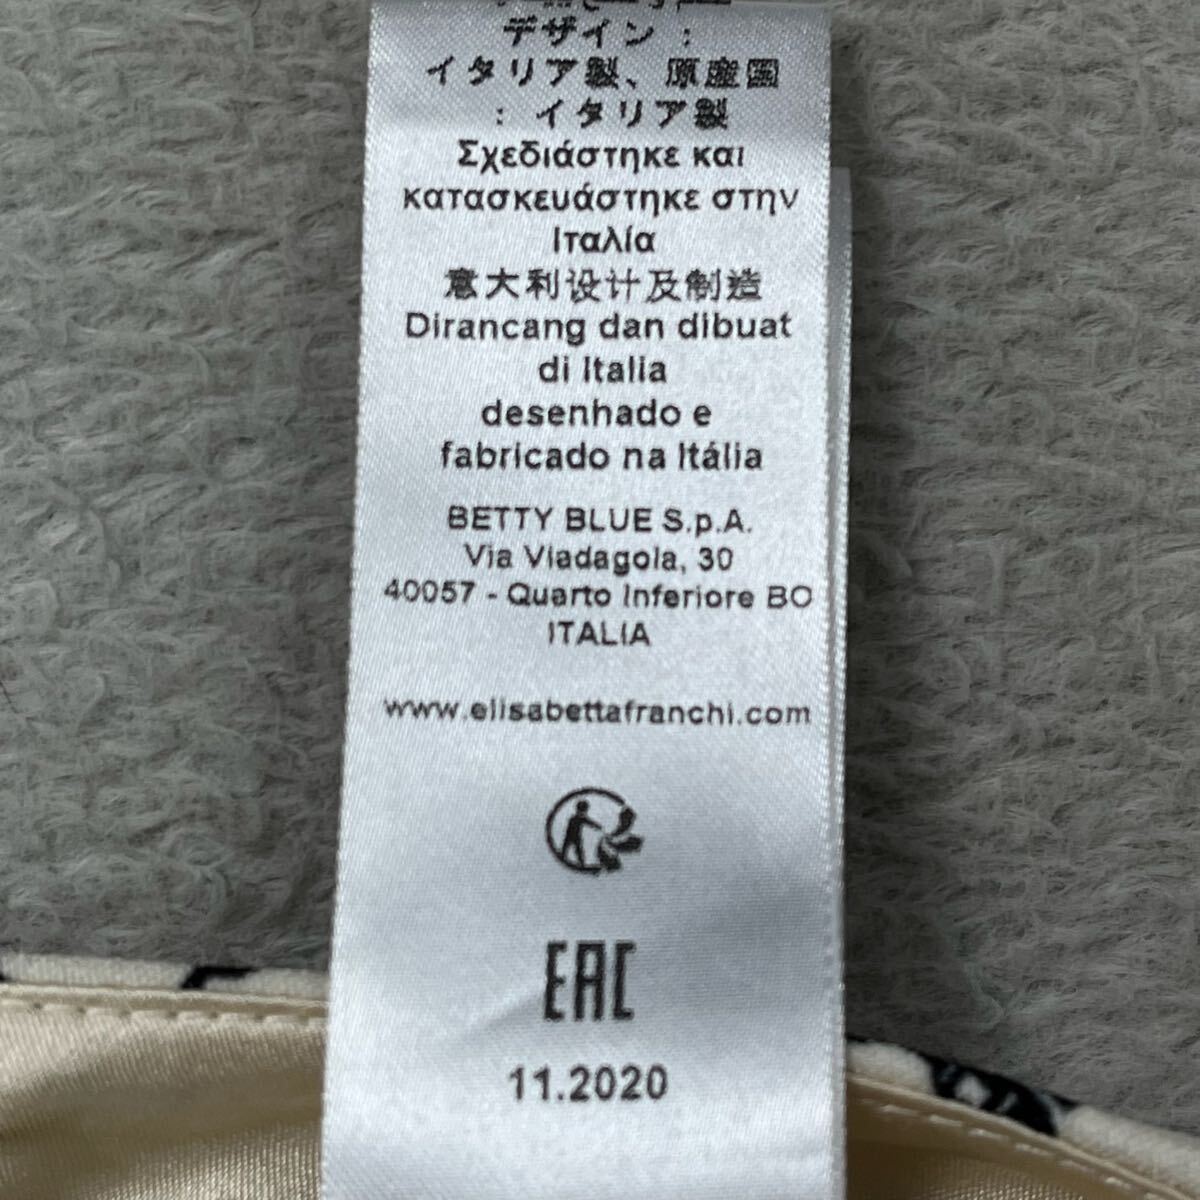 デザイン :
イタリア製、原産国
: イタリア製
Σχεδιάστηκε και
κατασκευάστηκε στην
Ιταλία
意大利设计及制造
Dirancang dan dibuat
di Italia
desenhado e
fabricado na Itália
BETTY BLUE S.p.A.
Via Viadagola, 30
40057 - Quarto Inferiore BO
ITALIA
www.elisabettafranchi.com
EAC
11.2020